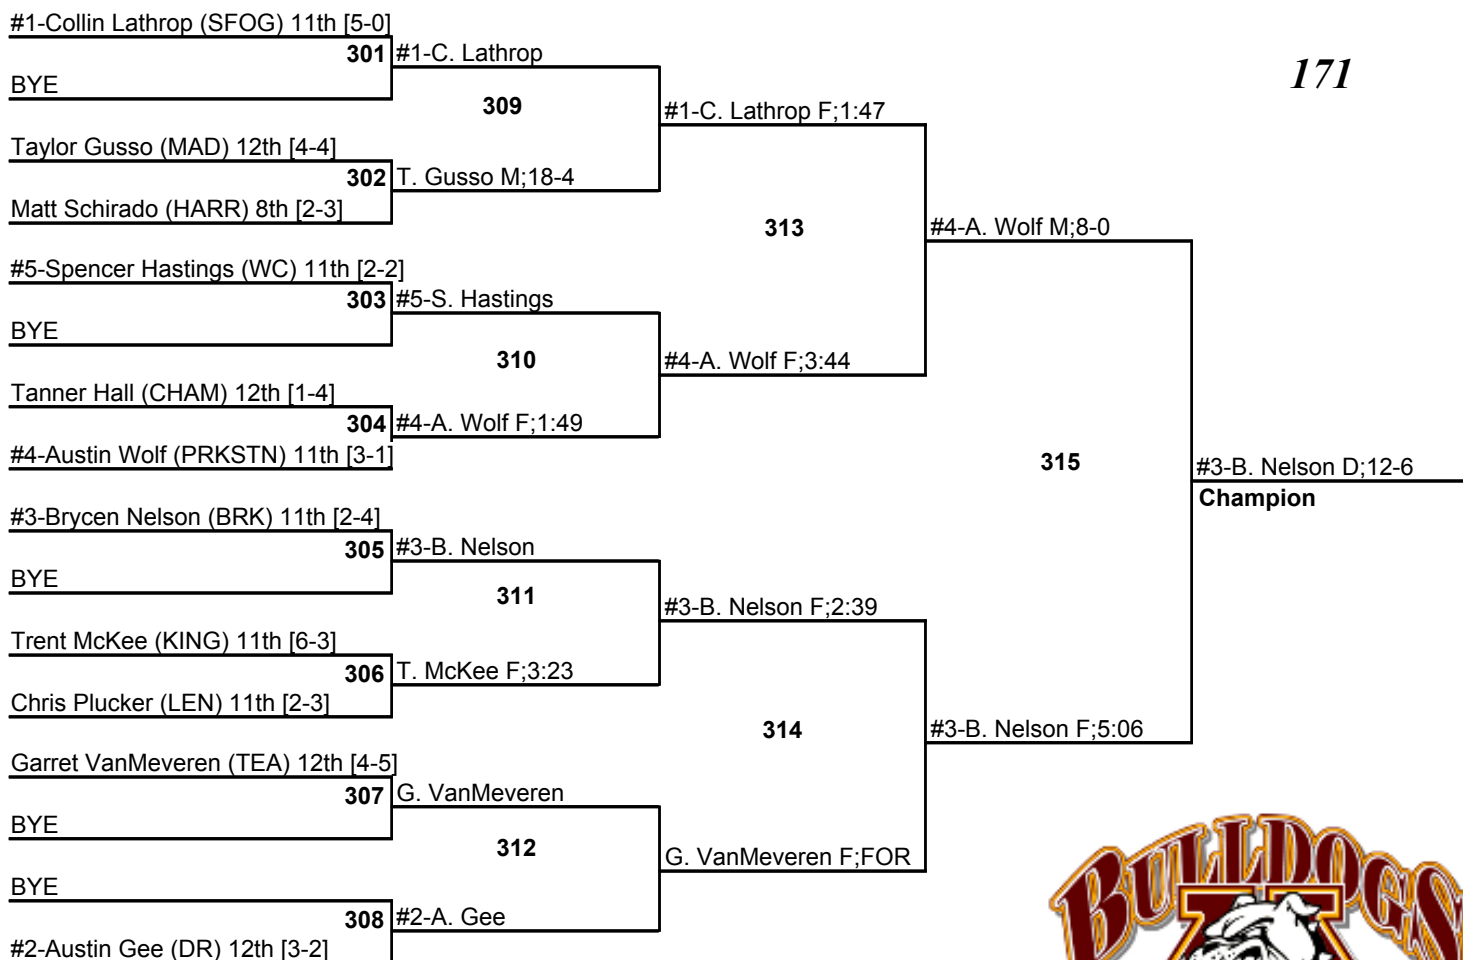 #1-Collin Lathrop (SFOG) 11th [5-0]
301 #1-C. Lathrop
171
BYE
309
#1-C. Lathrop F;1:47
Taylor Gusso (MAD) 12th [4-4]
302 T. Gusso M;18-4
Matt Schirado (HARR) 8th [2-3]
313
#4-A. Wolf M;8-0
#5-Spencer Hastings (WC) 11th [2-2]
303 #5-S. Hastings
BYE
310
#4-A. Wolf F;3:44
Tanner Hall (CHAM) 12th [1-4]
304 #4-A. Wolf F;1:49
#4-Austin Wolf (PRKSTN) 11th [3-1]
315
#3-B. Nelson D;12-6
Champion
#3-Brycen Nelson (BRK) 11th [2-4]
305 #3-B. Nelson
BYE
311
#3-B. Nelson F;2:39
Trent McKee (KING) 11th [6-3]
306 T. McKee F;3:23
Chris Plucker (LEN) 11th [2-3]
314
#3-B. Nelson F;5:06
Garret VanMeveren (TEA) 12th [4-5]
307 G. VanMeveren
BYE
312
G. VanMeveren F;FOR
BYE
308 #2-A. Gee
#2-Austin Gee (DR) 12th [3-2]
BULLDOGS